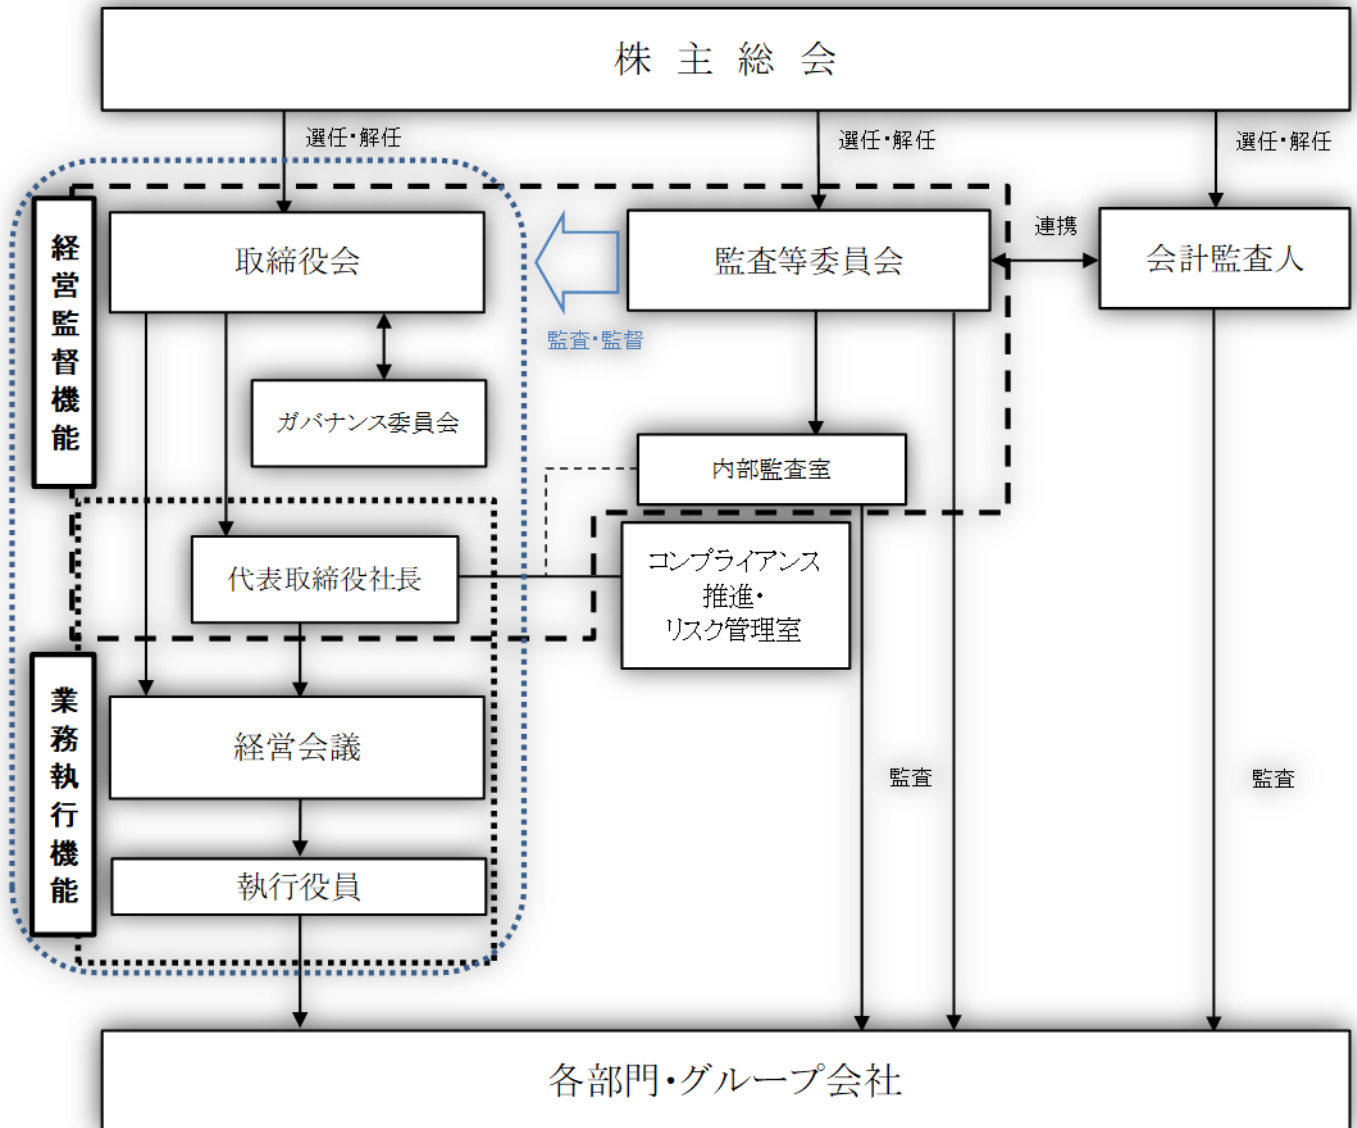 株主総会
選任・解任
選任・解任
選任・解任
経営監督機能
取締役会
監査等委員会
連携
会計監査人
監査・監督
ガバナンス委員会
内部監査室
代表取締役社長
コンプライアンス
推進・
リスク管理室
業務執行機能
経営会議
監査
監査
執行役員
各部門・グループ会社